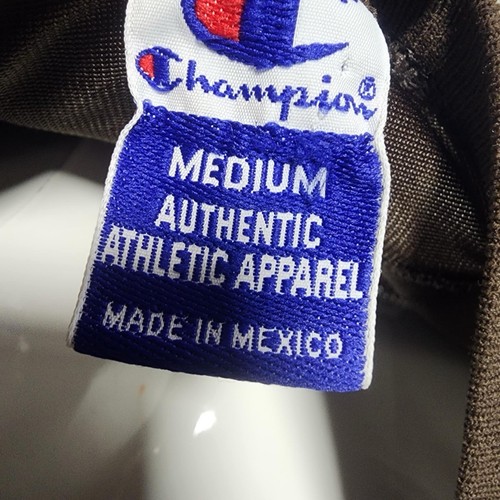 Champion®
MEDIUM
AUTHENTIC
ATHLETIC APPAREL
MADE IN MEXICO